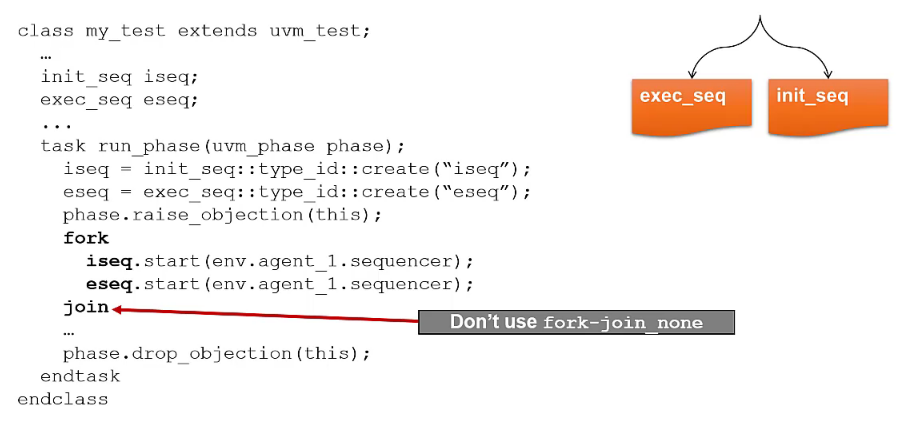 class my_test extends uvm_test;
…
init_seq iseq;
exec_seq eseq;
...
task run_phase(uvm_phase phase);
iseq = init_seq::type_id::create(“iseq”);
eseq = exec_seq::type_id::create(“eseq”);
phase.raise_objection(this);
fork
iseq.start(env.agent_1.sequencer);
eseq.start(env.agent_1.sequencer);
join
…
phase.drop_objection(this);
endtask
endclass
exec_seq
init_seq
Don’t use fork-join_none